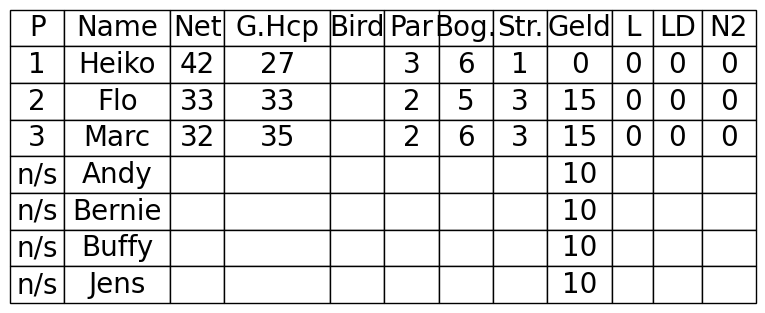 P Name Net G.Hcp Bird Par Bog. Str. Geld L LD N2
1 Heiko 42 27 3 6 1 0 0 0 0
2 Flo 33 33 2 5 3 15 0 0 0
3 Marc 32 35 2 6 3 15 0 0 0
n/s Andy 10
n/s Bernie 10
n/s Buffy 10
n/s Jens 10